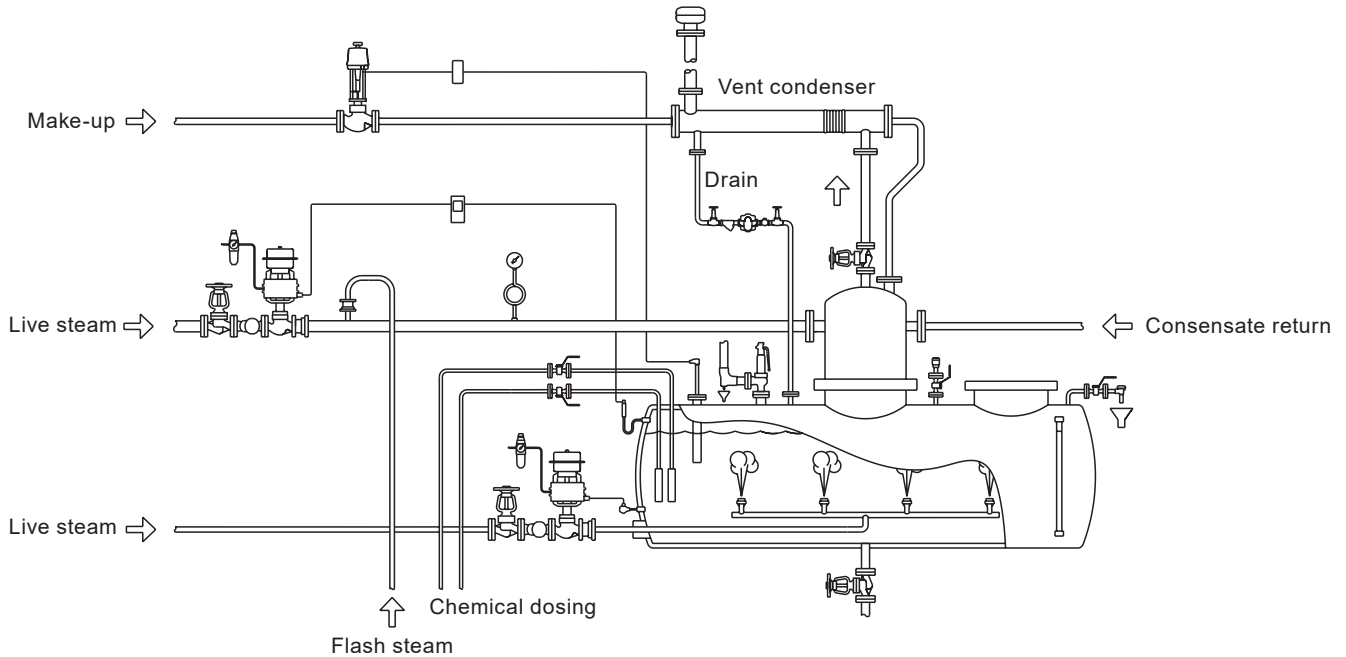 Vent condenser
Make-up
Drain
Live steam
Consensate return
Live steam
Chemical dosing
Flash steam